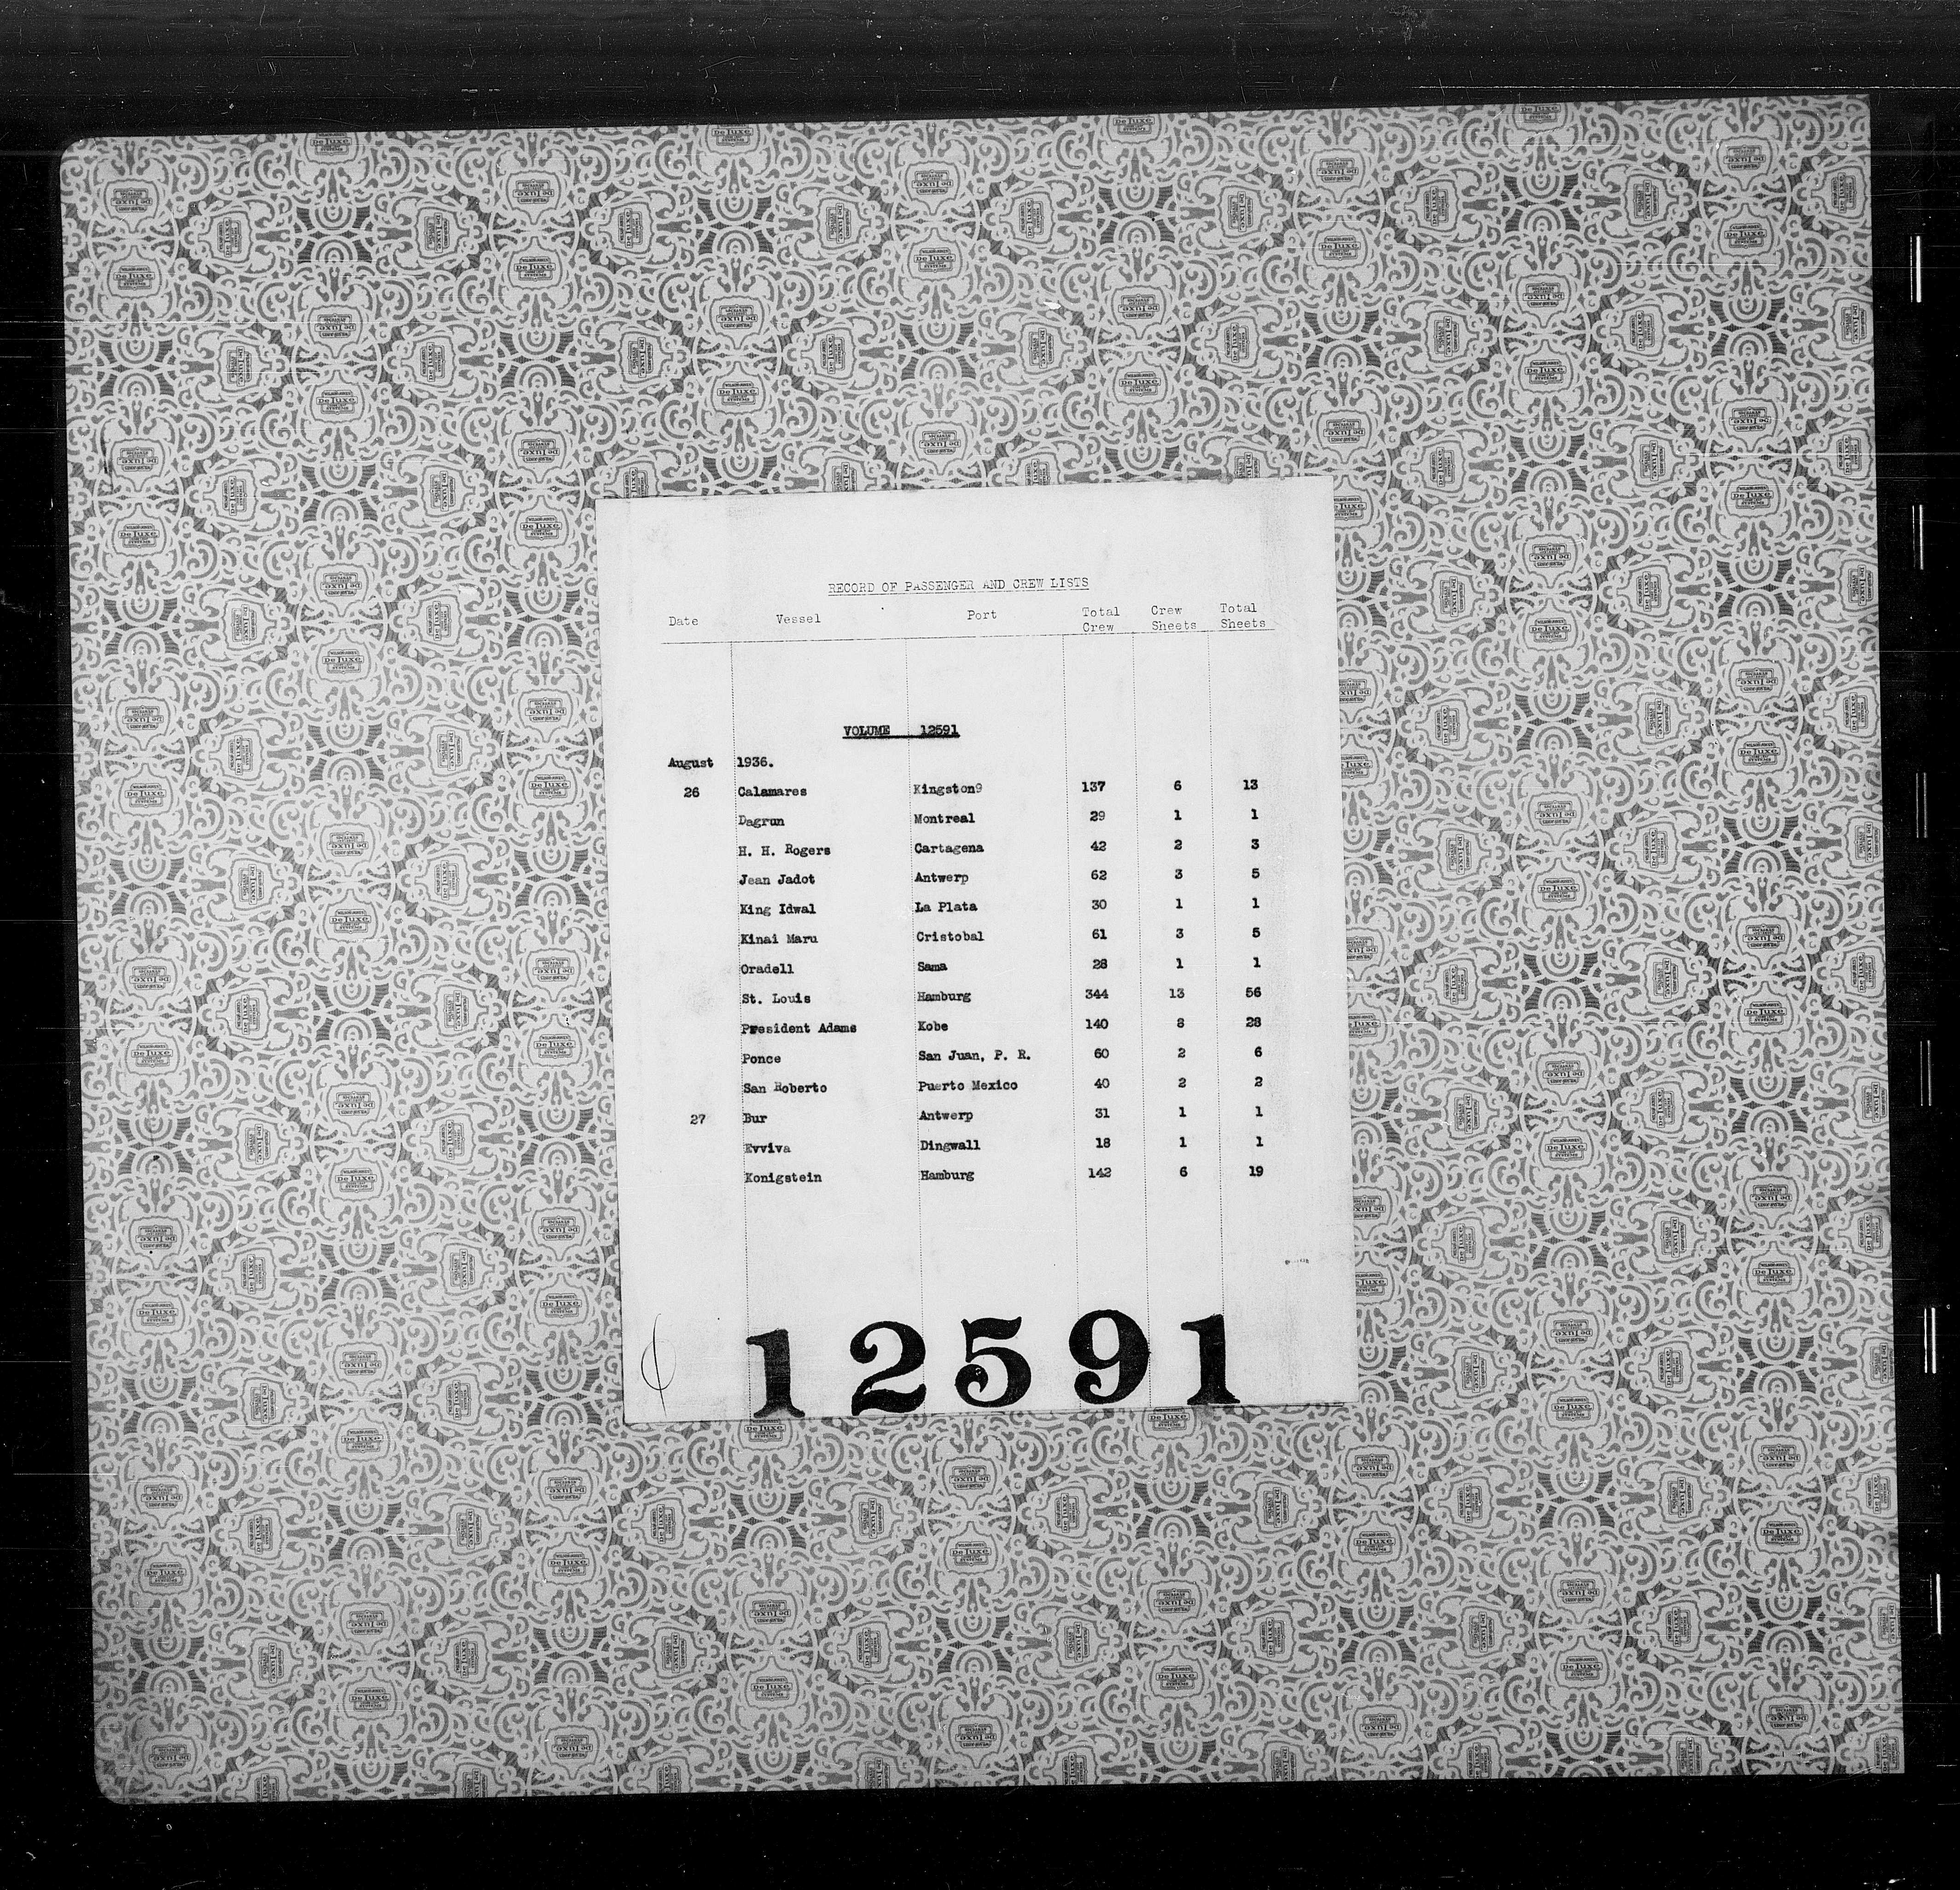 RECORD OF PASSENGER AND CREW LISTS
Date Vessel Port Total Crew Crew Sheets Total Sheets
VOLUME 12591
August 1936.
26 Calamares Kingston9 137 6 13
Dagrun Montreal 29 1 1
H. H. Rogers Cartagena 42 2 3
Jean Jadot Antwerp 62 3 5
King Idwal La Plata 30 1 1
Kinai Maru Cristobal 61 3 5
Oradell Sama 28 1 1
St. Louis Hamburg 344 13 56
President Adams Kobe 140 8 28
Ponce San Juan, P. R. 60 2 6
San Roberto Puerto Mexico 40 2 2
27 Bur Antwerp 31 1 1
Evviva Dingwall 18 1 1
Konigstein Hamburg 142 6 19
12591